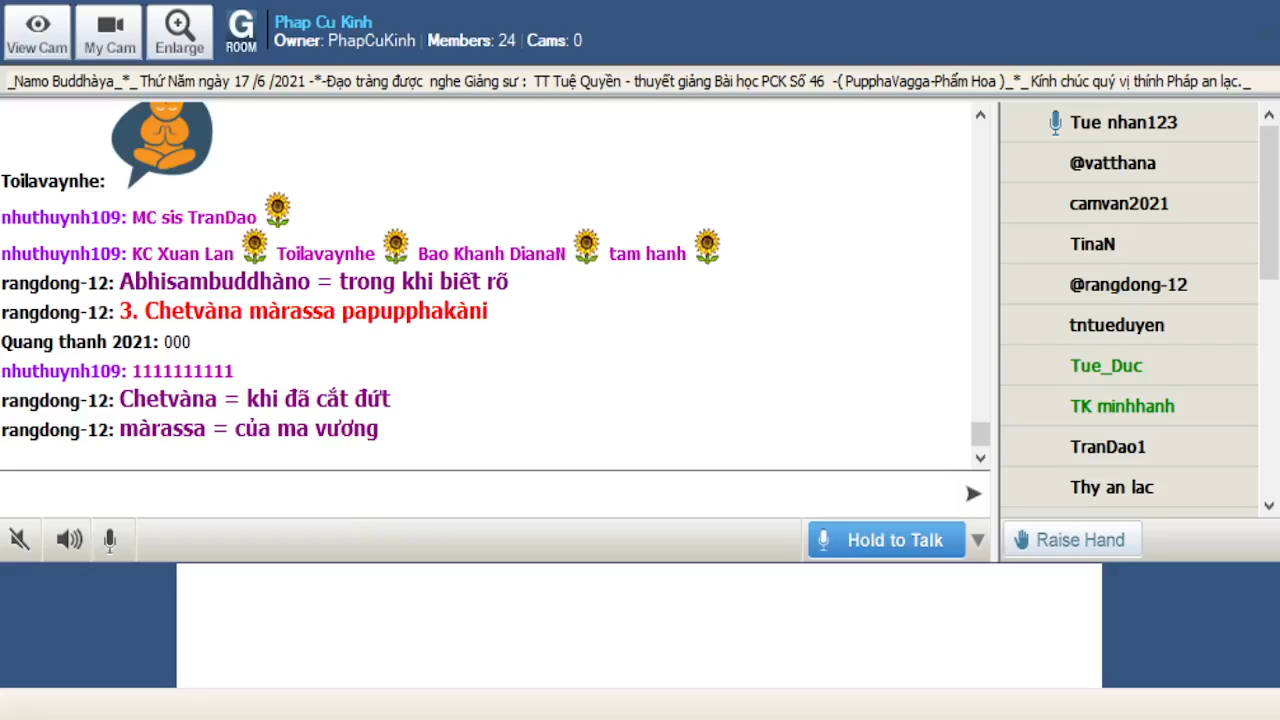 View Cam
My Cam
Enlarge
G
ROOM
Phap Cu Kinh
Owner: PhapCuKinh | Members: 24 | Cams: 0
_Namo Buddhàya_*_ Thứ Năm ngày 17 /6 /2021 -*-Đạo tràng được nghe Giảng sư : TT Tuệ Quyền - thuyết giảng Bài học PCK Số 46 -( PupphaVagga-Phẩm Hoa )_*_ Kính chúc quý vị thính Pháp an lạc._
Toilavaynhe:
nhuthuynh109: MC sis TranDao
nhuthuynh109: KC Xuan Lan Toilavaynhe Bao Khanh DianaN tam hanh
rangdong-12: Abhisambuddhàno = trong khi biết rõ
rangdong-12: 3. Chetvàna màrassa papupphakàni
Quang thanh 2021: 000
nhuthuynh109: 1111111111
rangdong-12: Chetvàna = khi đã cắt đứt
rangdong-12: màrassa = của ma vương
Hold to Talk
Tue nhan123
@vatthana
camvan2021
TinaN
@rangdong-12
tntueduyen
Tue_Duc
TK minhhanh
TranDao1
Thy an lac
Raise Hand